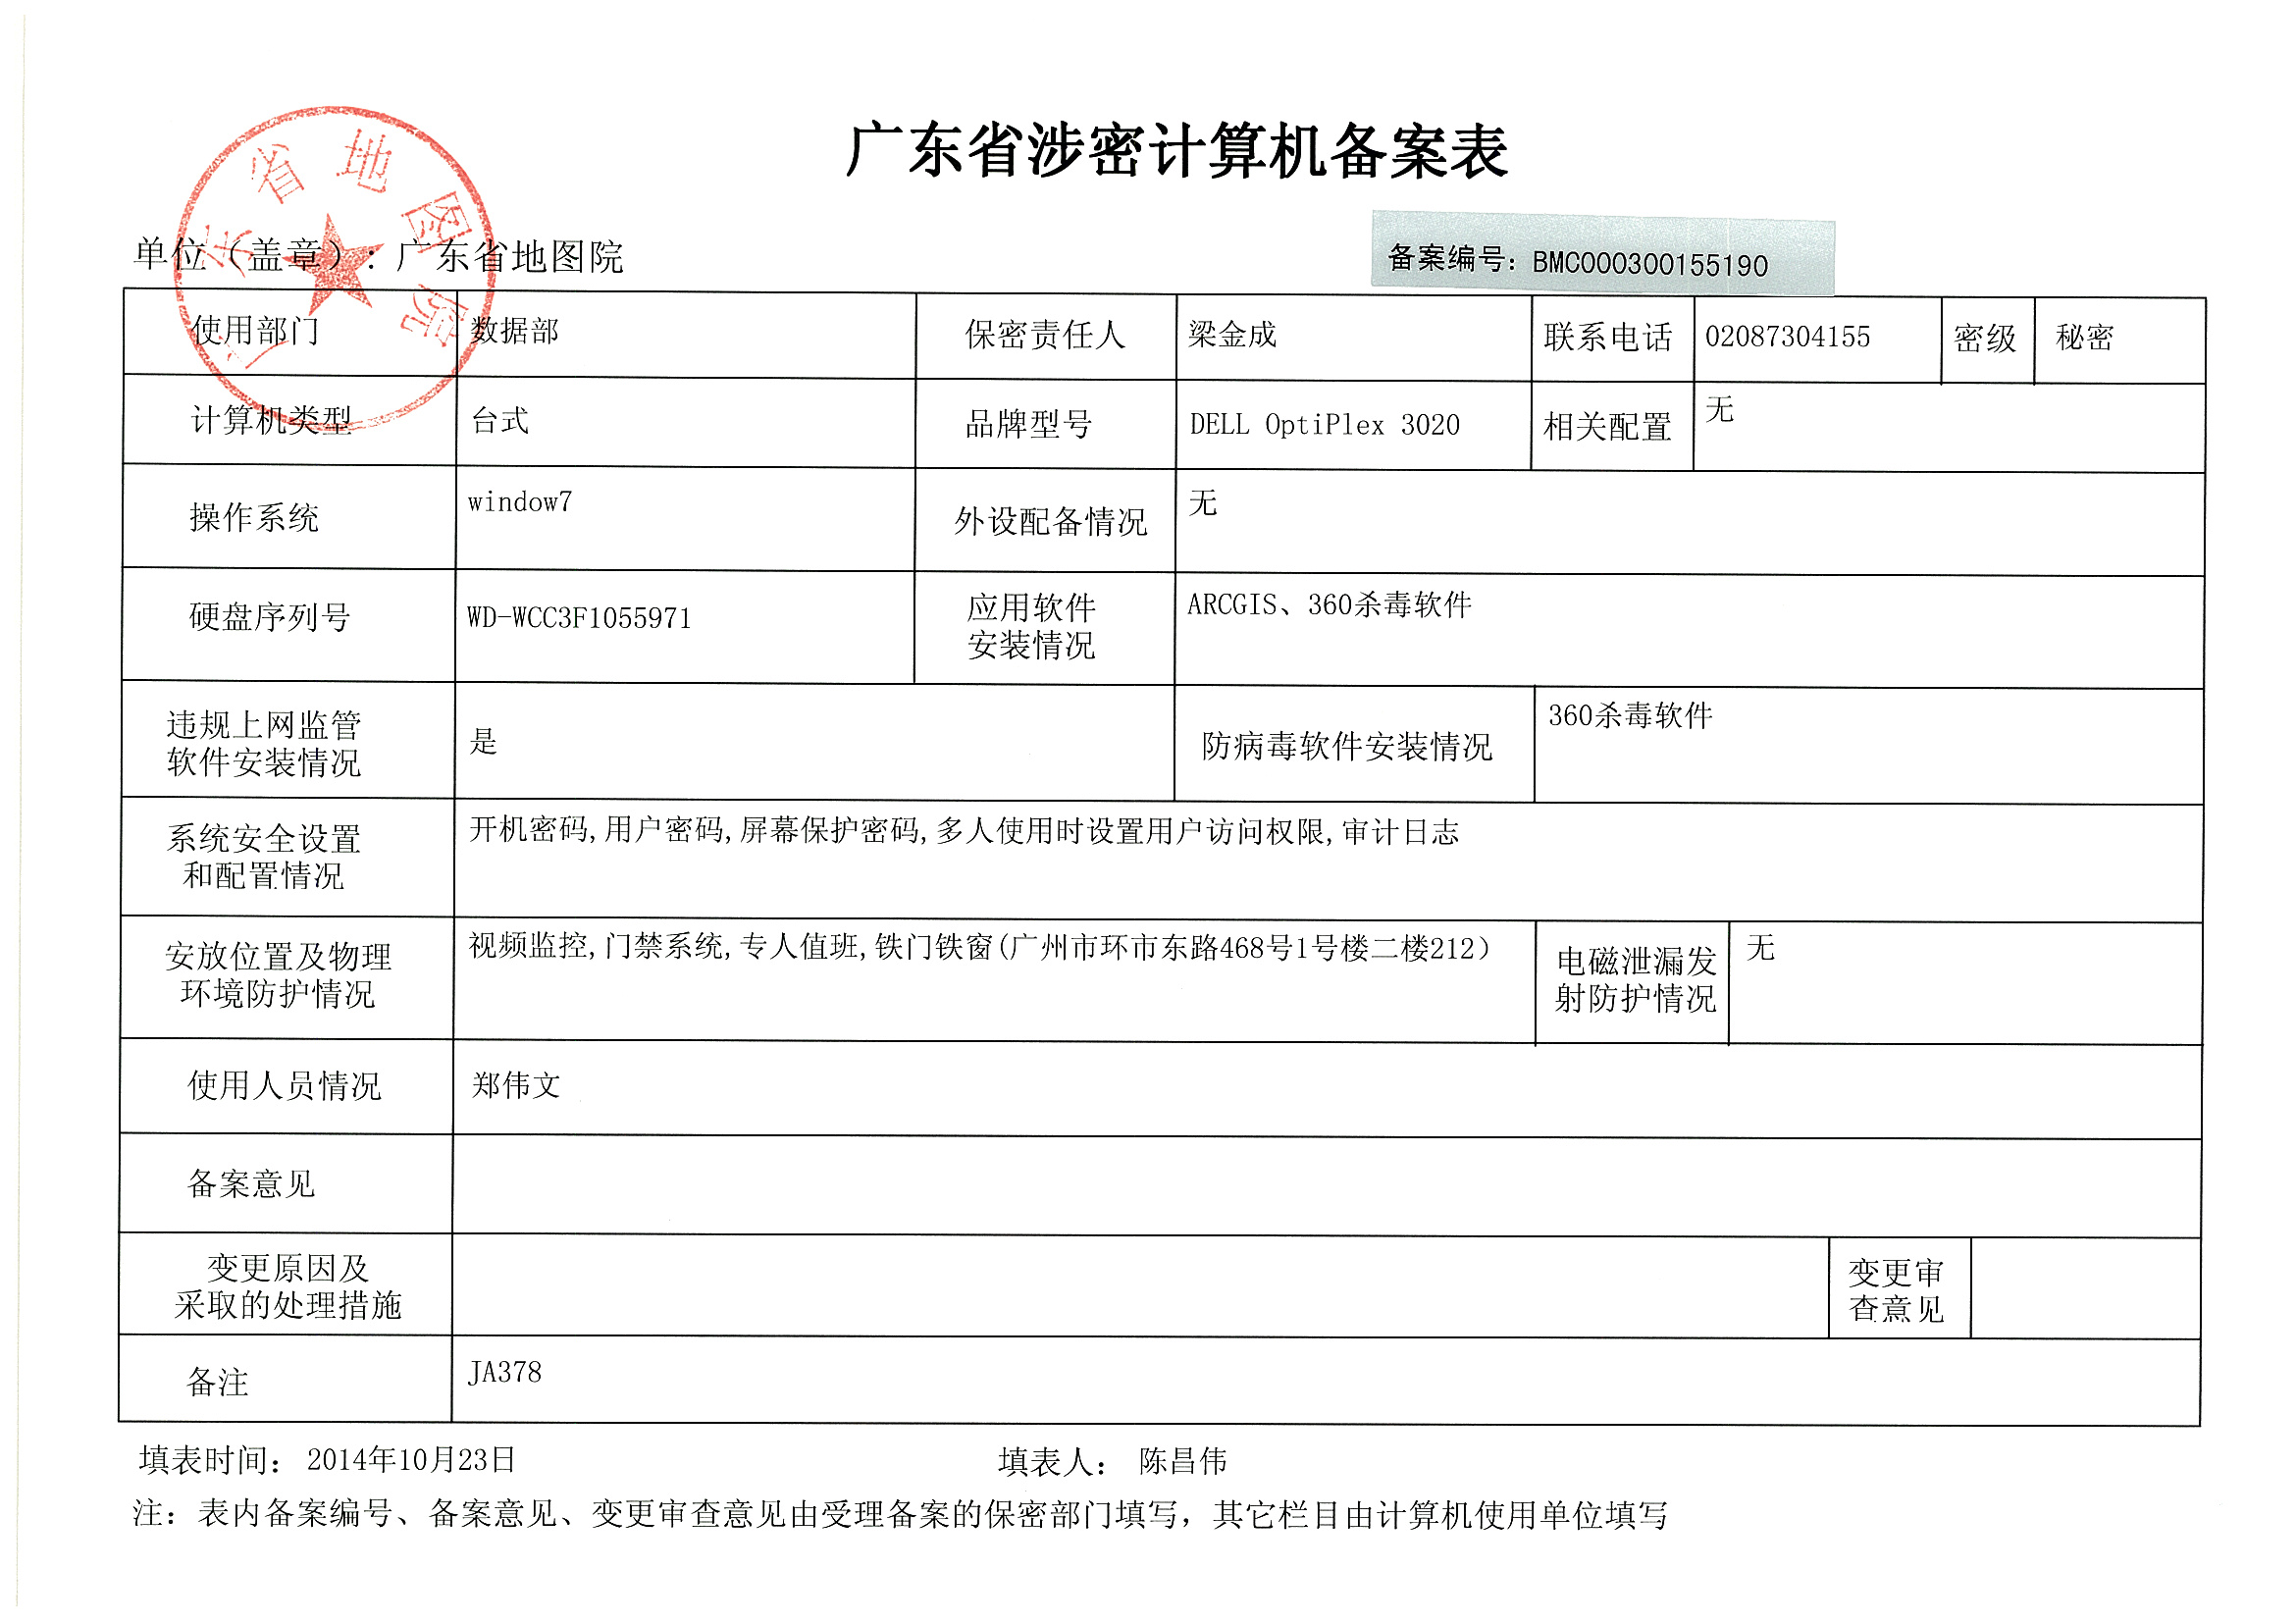 广东省涉密计算机备案表
广东省地图院
单位（盖章）：广东省地图院
备案编号：BMC000300155190
使用部门 数据部 保密责任人 梁金成 联系电话 02087304155 密级 秘密
计算机类型 台式 品牌型号 DELL OptiPlex 3020 相关配置 无
操作系统 window7 外设配备情况 无
硬盘序列号 WD-WCC3F1055971 应用软件
安装情况 ARCGIS、360杀毒软件
违规上网监管
软件安装情况 是 防病毒软件安装情况 360杀毒软件
系统安全设置
和配置情况 开机密码,用户密码,屏幕保护密码,多人使用时设置用户访问权限,审计日志
安放位置及物理
环境防护情况 视频监控,门禁系统,专人值班,铁门铁窗(广州市环市东路468号1号楼二楼212）
电磁泄漏发
射防护情况 无
使用人员情况 郑伟文
备案意见
变更原因及
采取的处理措施
变更审
查意见
备注 JA378
填表时间： 2014年10月23日 填表人： 陈昌伟
注：表内备案编号、备案意见、变更审查意见由受理备案的保密部门填写，其它栏目由计算机使用单位填写